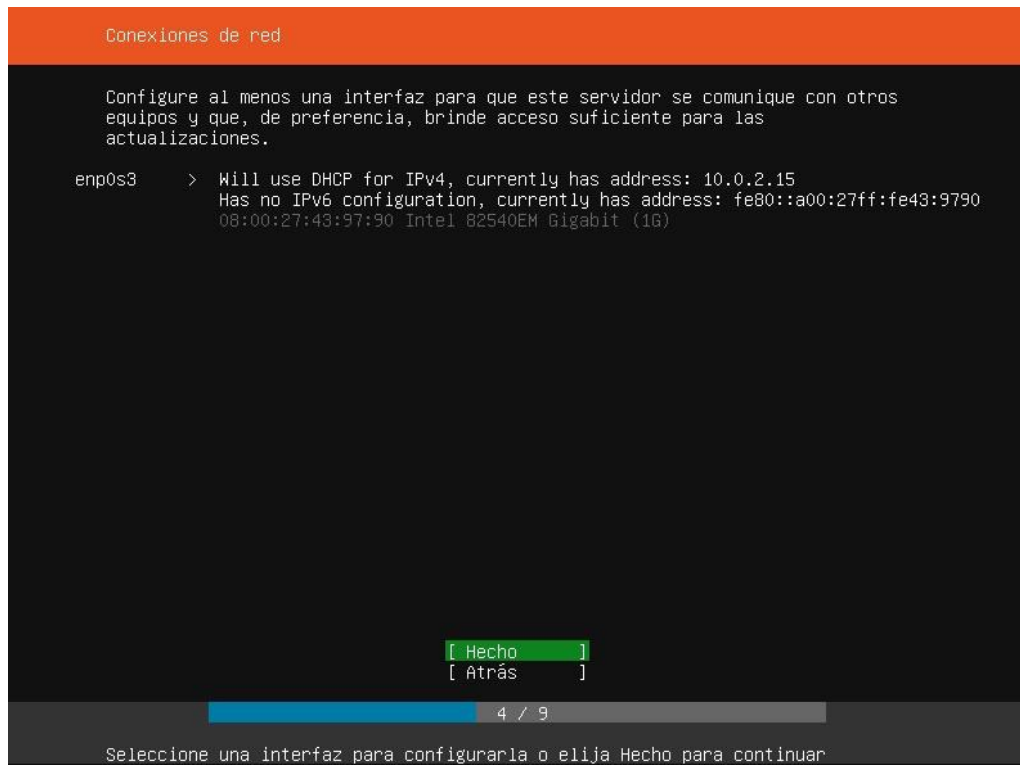 Conexiones de red
Configure al menos una interfaz para que este servidor se comunique con otros
equipos y que, de preferencia, brinde acceso suficiente para las
actualizaciones.
enp0s3 > Will use DHCP for IPv4, currently has address: 10.0.2.15
Has no IPv6 configuration, currently has address: fe80::a00:27ff:fe43:9790
08:00:27:43:97:90 Intel 82540EM Gigabit (1G)
[ Hecho ]
[ Atrás ]
4 / 9
Seleccione una interfaz para configurarla o elija Hecho para continuar